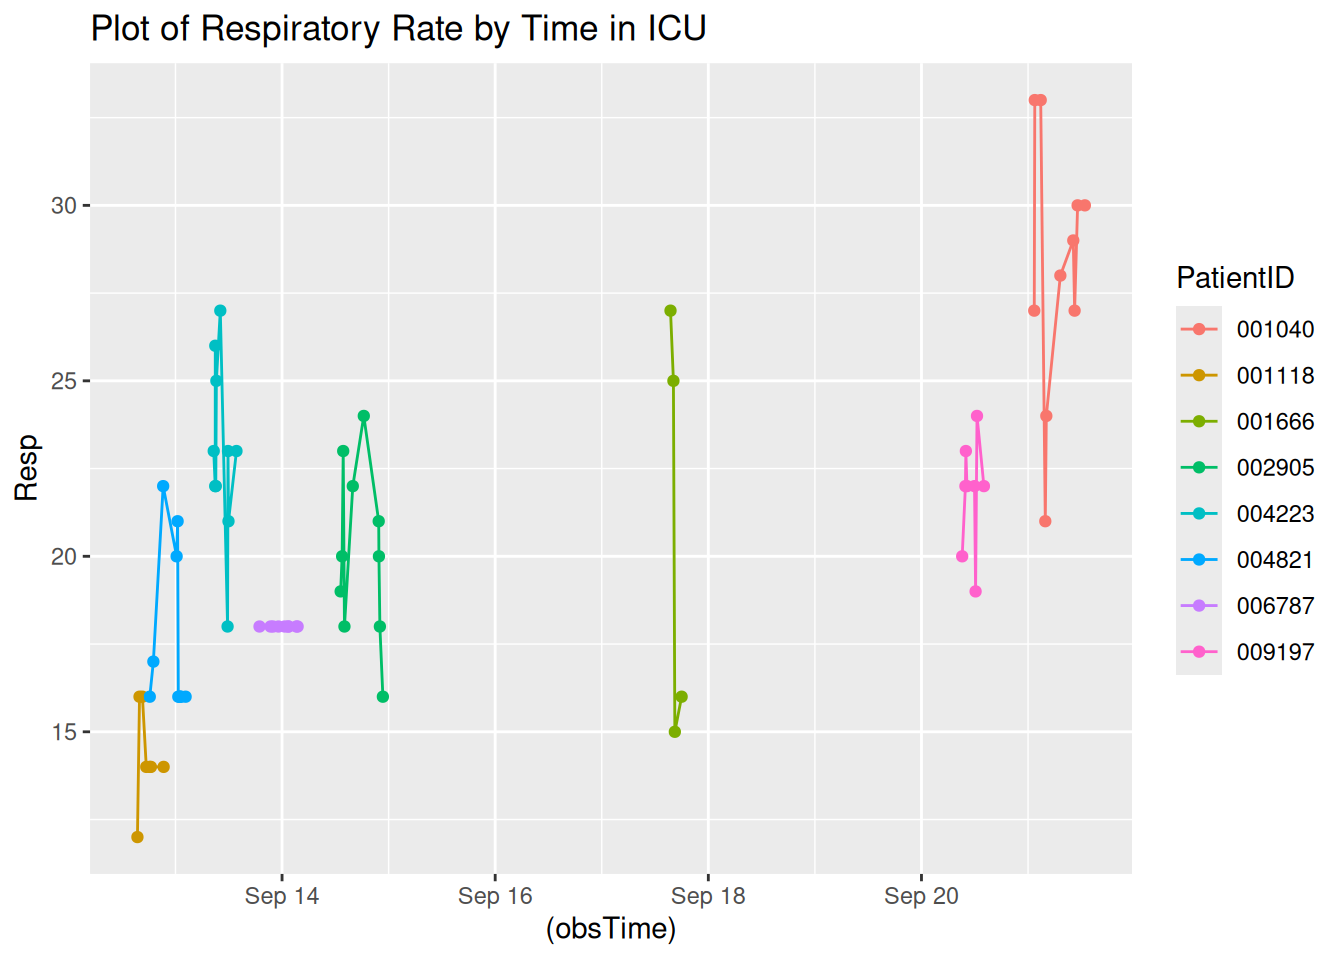 Plot of Respiratory Rate by Time in ICU
Resp
30
25
20
15
Sep 14
Sep 16
Sep 18
Sep 20
(obsTime)
PatientID
001040
001118
001666
002905
004223
004821
006787
009197